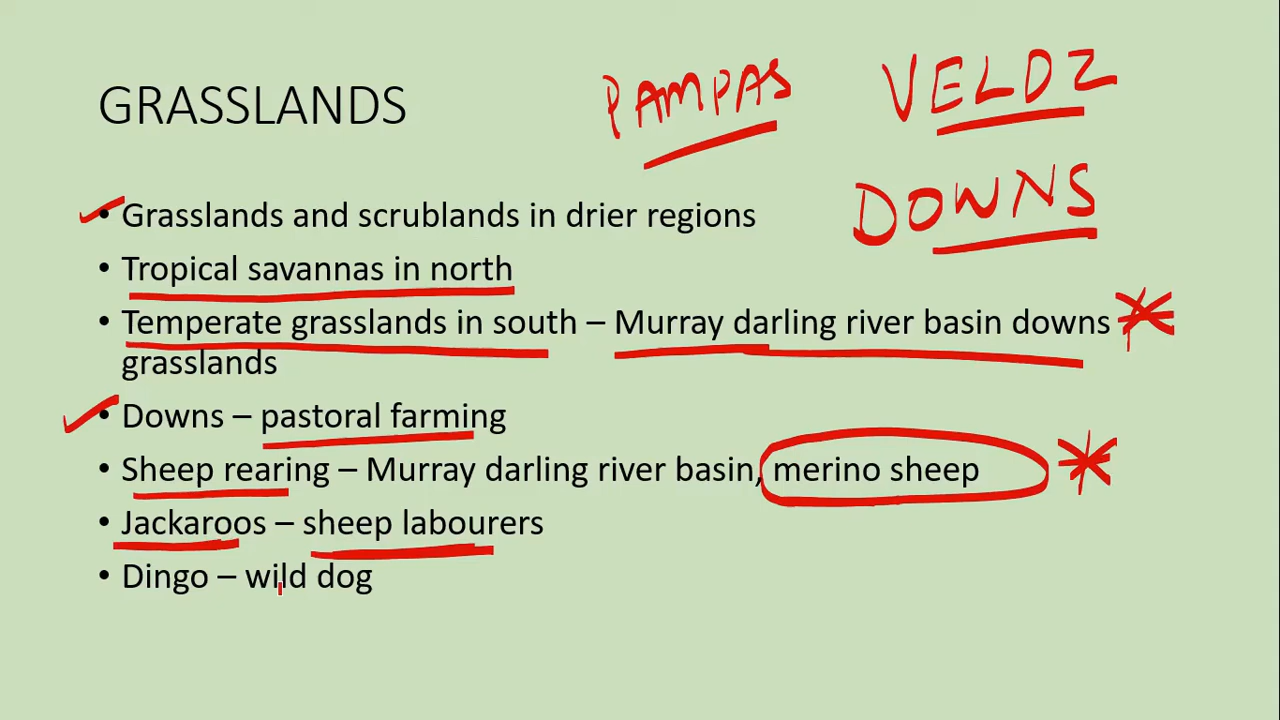 GRASSLANDS
PAMPAS
VELDZ
DOWNS
• Grasslands and scrublands in drier regions
• Tropical savannas in north
• Temperate grasslands in south – Murray darling river basin downs
grasslands
• Downs – pastoral farming
• Sheep rearing – Murray darling river basin, merino sheep
• Jackaroos – sheep labourers
• Dingo – wild dog